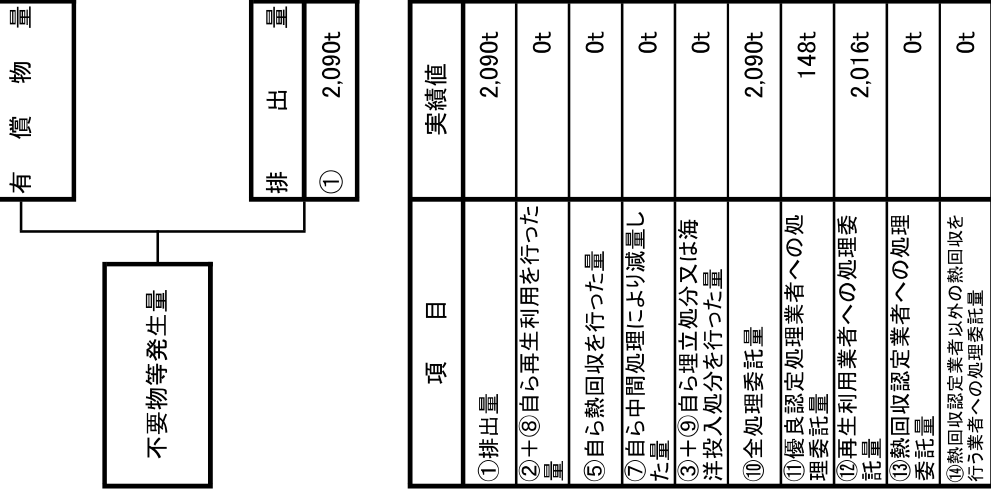 有償物量
不要物等発生量
排出量
① 2,090t
項目 実績値
①排出量 2,090t
②+⑧自ら再生利用を行った
量 0t
⑤自ら熱回収を行った量 0t
⑦自ら中間処理により減量し
た量 0t
③+⑨自ら埋立処分又は海
洋投入処分を行った量 0t
⑩全処理委託量 2,090t
⑪優良認定処理業者への処
理委託量 148t
⑫再生利用業者への処理委
託量 2,016t
⑬熱回収認定業者への処理
委託量 0t
⑭熱回収認定業者以外の熱回収を
行う業者への処理委託量 0t